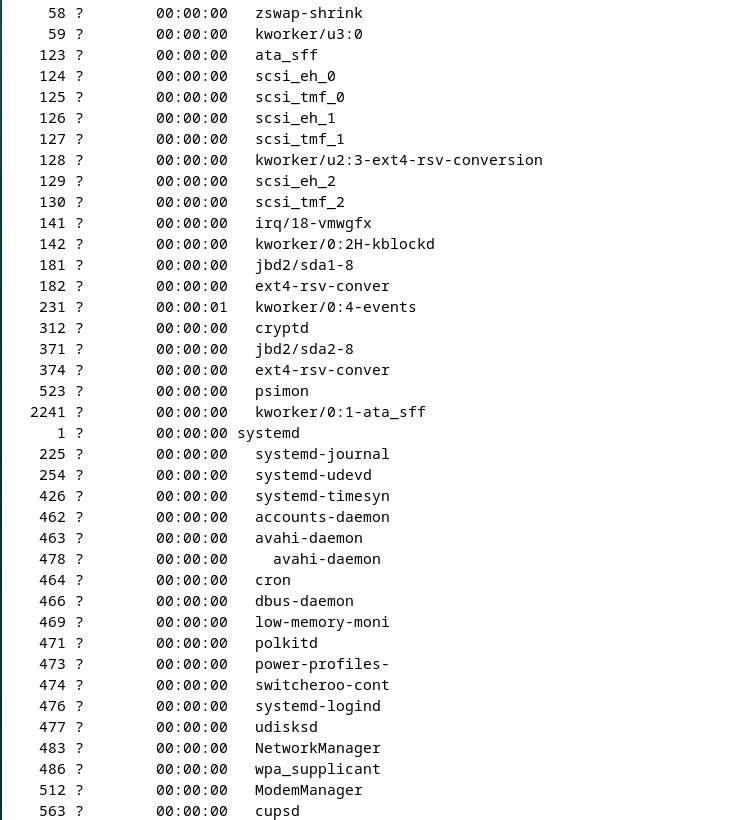 58 ?        00:00:00   zswap-shrink
   59 ?        00:00:00   kworker/u3:0
  123 ?        00:00:00   ata_sff
  124 ?        00:00:00   scsi_eh_0
  125 ?        00:00:00   scsi_tmf_0
  126 ?        00:00:00   scsi_eh_1
  127 ?        00:00:00   scsi_tmf_1
  128 ?        00:00:00   kworker/u2:3-ext4-rsv-conversion
  129 ?        00:00:00   scsi_eh_2
  130 ?        00:00:00   scsi_tmf_2
  141 ?        00:00:00   irq/18-vmwgfx
  142 ?        00:00:00   kworker/0:2H-kblockd
  181 ?        00:00:00   jbd2/sda1-8
  182 ?        00:00:00   ext4-rsv-conver
  231 ?        00:00:01   kworker/0:4-events
  312 ?        00:00:00   cryptd
  371 ?        00:00:00   jbd2/sda2-8
  374 ?        00:00:00   ext4-rsv-conver
  523 ?        00:00:00   psimon
 2241 ?        00:00:00   kworker/0:1-ata_sff
    1 ?        00:00:00 systemd
  225 ?        00:00:00   systemd-journal
  254 ?        00:00:00   systemd-udevd
  426 ?        00:00:00   systemd-timesyn
  462 ?        00:00:00   accounts-daemon
  463 ?        00:00:00   avahi-daemon
  478 ?        00:00:00     avahi-daemon
  464 ?        00:00:00   cron
  466 ?        00:00:00   dbus-daemon
  469 ?        00:00:00   low-memory-moni
  471 ?        00:00:00   polkitd
  473 ?        00:00:00   power-profiles-
  474 ?        00:00:00   switcheroo-cont
  476 ?        00:00:00   systemd-logind
  477 ?        00:00:00   udisksd
  483 ?        00:00:00   NetworkManager
  486 ?        00:00:00   wpa_supplicant
  512 ?        00:00:00   ModemManager
  563 ?        00:00:00   cupsd